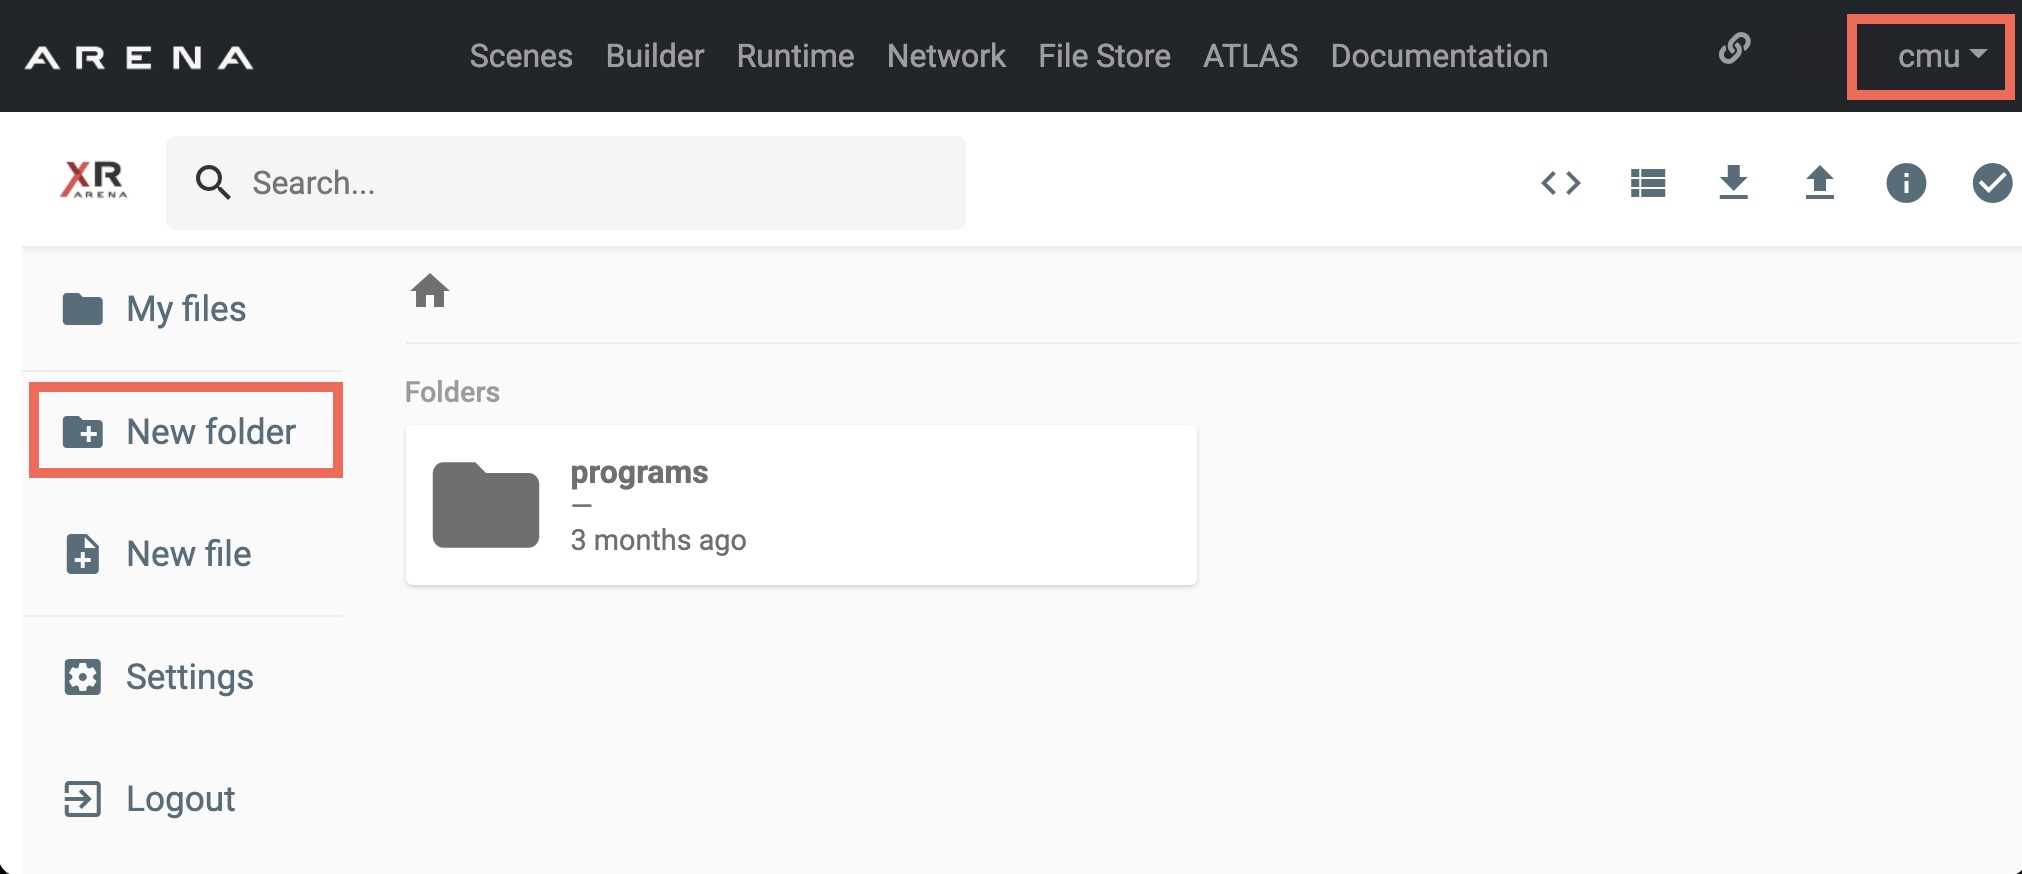 ARENA Scenes Builder Runtime Network File Store ATLAS Documentation cmu
XR
ARENA
Search...
My files
New folder
New file
Settings
Logout
Folders
programs
—
3 months ago